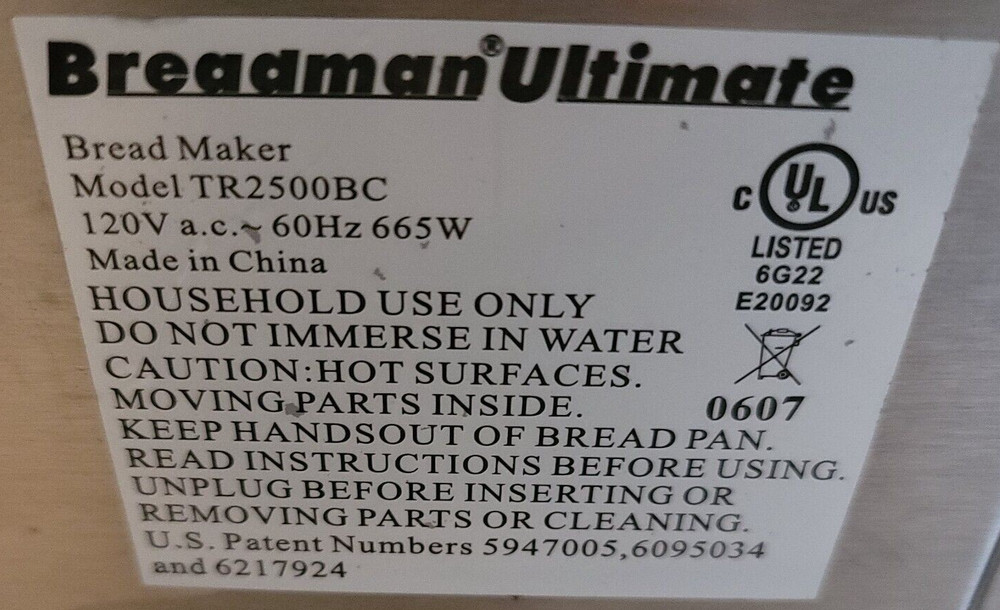 Breadman® Ultimate
Bread Maker
Model TR2500BC
120V a.c.~ 60Hz 665W
Made in China
HOUSEHOLD USE ONLY
DO NOT IMMERSE IN WATER
CAUTION:HOT SURFACES.
MOVING PARTS INSIDE.
KEEP HANDSOUT OF BREAD PAN.
READ INSTRUCTIONS BEFORE USING.
UNPLUG BEFORE INSERTING OR
REMOVING PARTS OR CLEANING.
U.S. Patent Numbers 5947005,6095034
and 6217924
C UL US
LISTED
6G22
E20092
0607